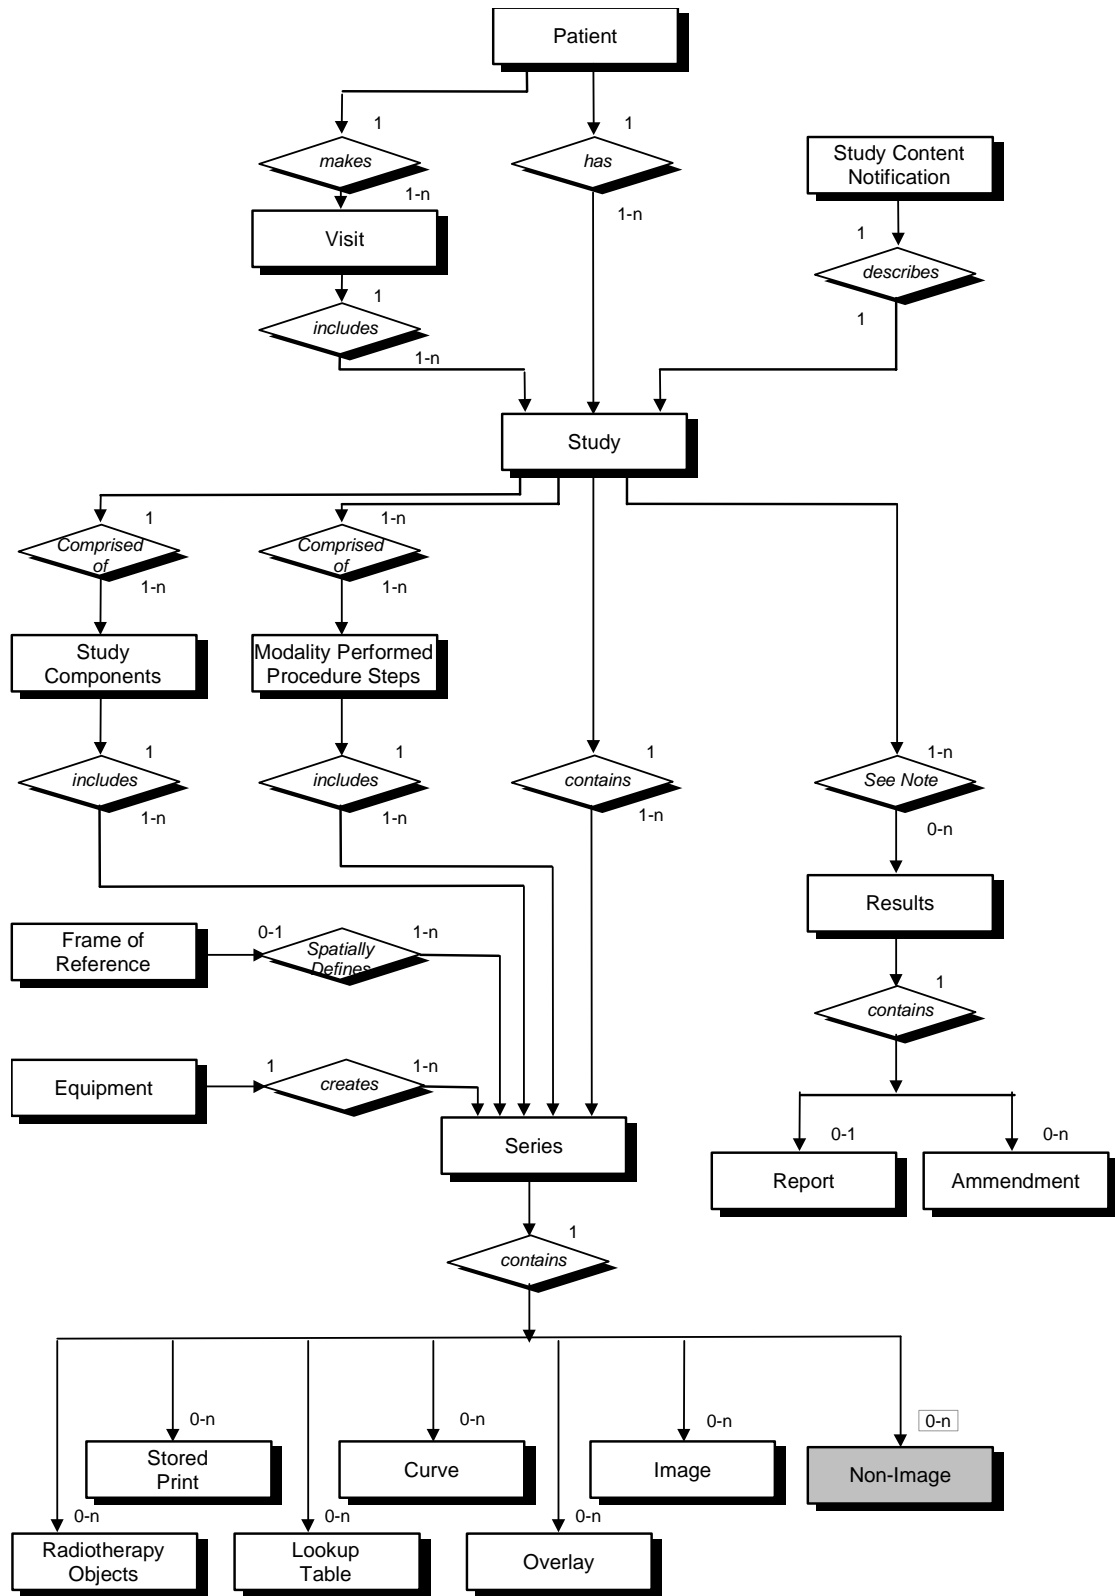 Patient
1
1
makes
has
Study Content
Notification
1-n
1-n
Visit
1
describes
1
includes
1
1-n
Study
1
1-n
Comprised
of
Comprised
of
1-n
1-n
Study
Components
Modality Performed
Procedure Steps
1
1
1
1-n
includes
includes
contains
See Note
1-n
1-n
1-n
0-n
Results
Frame of
Reference
0-1
Spatially
Defines
1-n
1
contains
Equipment
1
creates
1-n
Series
0-1
0-n
Report
Ammendment
1
contains
0-n
0-n
0-n
0-n
Stored
Print
Curve
Image
Non-Image
0-n
0-n
0-n
Radiotherapy
Objects
Lookup
Table
Overlay